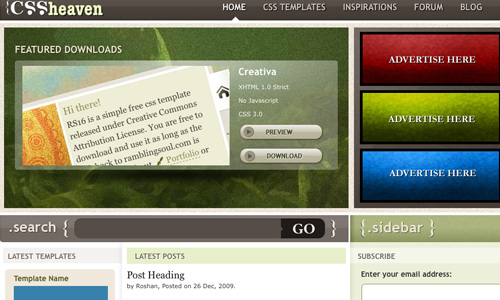 {CSSheaven
HOME CSS TEMPLATES INSPIRATIONS FORUM BLOG
FEATURED DOWNLOADS
Hi there!
RS16 is a simple free css template
released under Creative Commons
Attribution License. You are free to
download and use it as long as the
back to ramblingsoul.com is
Portfolio or
Creativa
XHTML 1.0 Strict
No Javascript
CSS 3.0
PREVIEW
DOWNLOAD
ADVERTISE HERE
ADVERTISE HERE
ADVERTISE HERE
.search { GO }
{.sidebar }
LATEST TEMPLATES
Template Name
LATEST POSTS
Post Heading
by Roshan, Posted on 26 Dec, 2009.
SUBSCRIBE
Enter your email address: